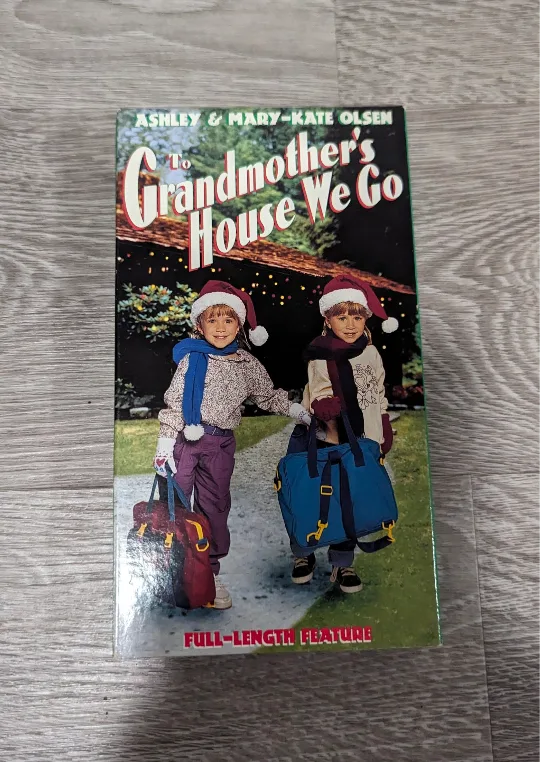 ASHLEY & MARY-KATE OLSEN
To
Grandmother's
House We Go
FULL-LENGTH FEATURE